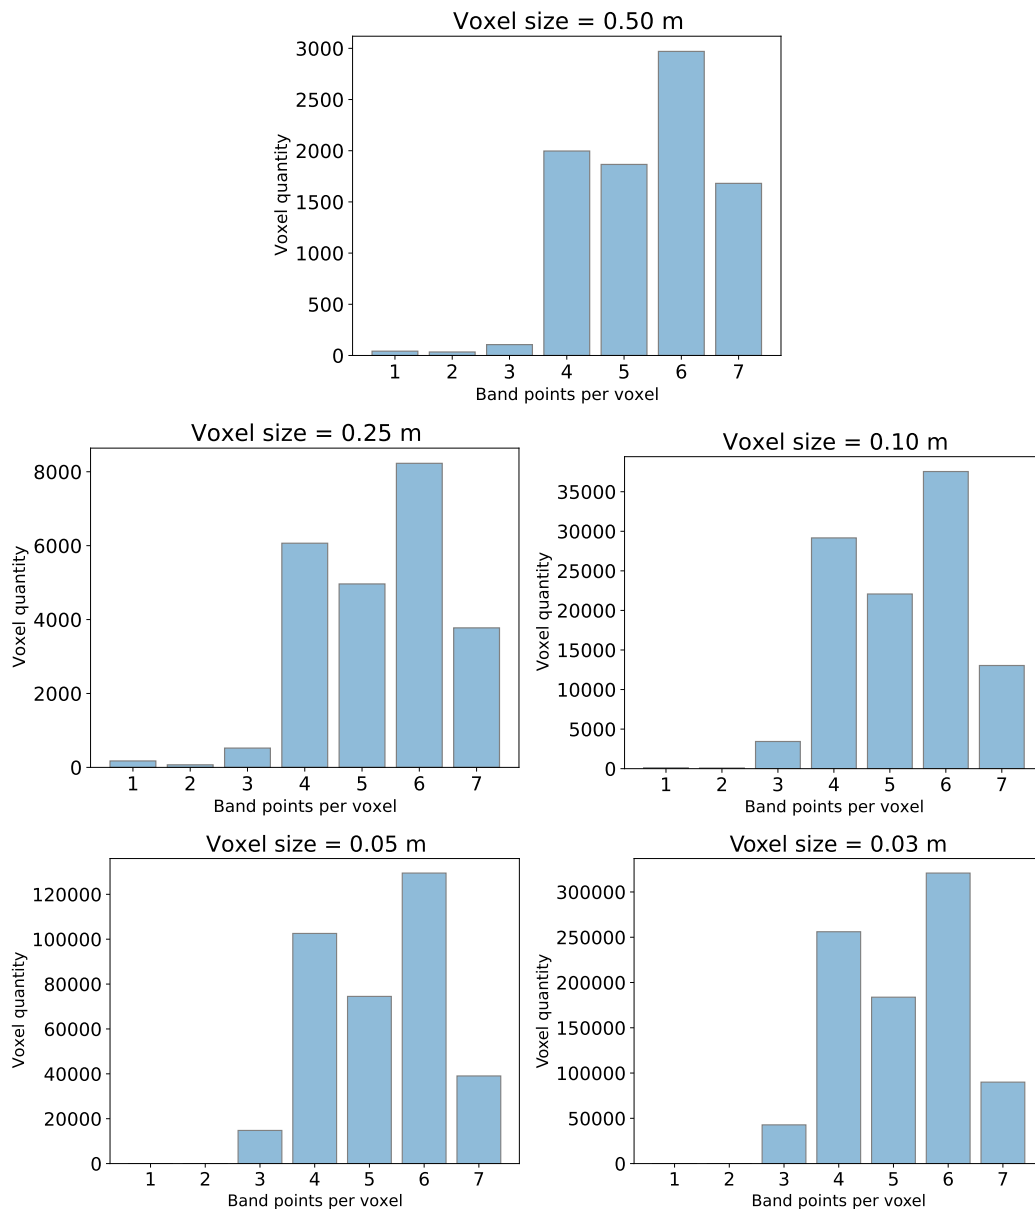 Voxel size = 0.50 m
3000
2500
2000
1500
1000
500
0
Voxel quantity
1 2 3 4 5 6 7
Band points per voxel
Voxel size = 0.25 m
8000
6000
4000
2000
0
Voxel quantity
1 2 3 4 5 6 7
Band points per voxel
Voxel size = 0.10 m
35000
30000
25000
20000
15000
10000
5000
0
Voxel quantity
1 2 3 4 5 6 7
Band points per voxel
Voxel size = 0.05 m
120000
100000
80000
60000
40000
20000
0
Voxel quantity
1 2 3 4 5 6 7
Band points per voxel
Voxel size = 0.03 m
300000
250000
200000
150000
100000
50000
0
Voxel quantity
1 2 3 4 5 6 7
Band points per voxel